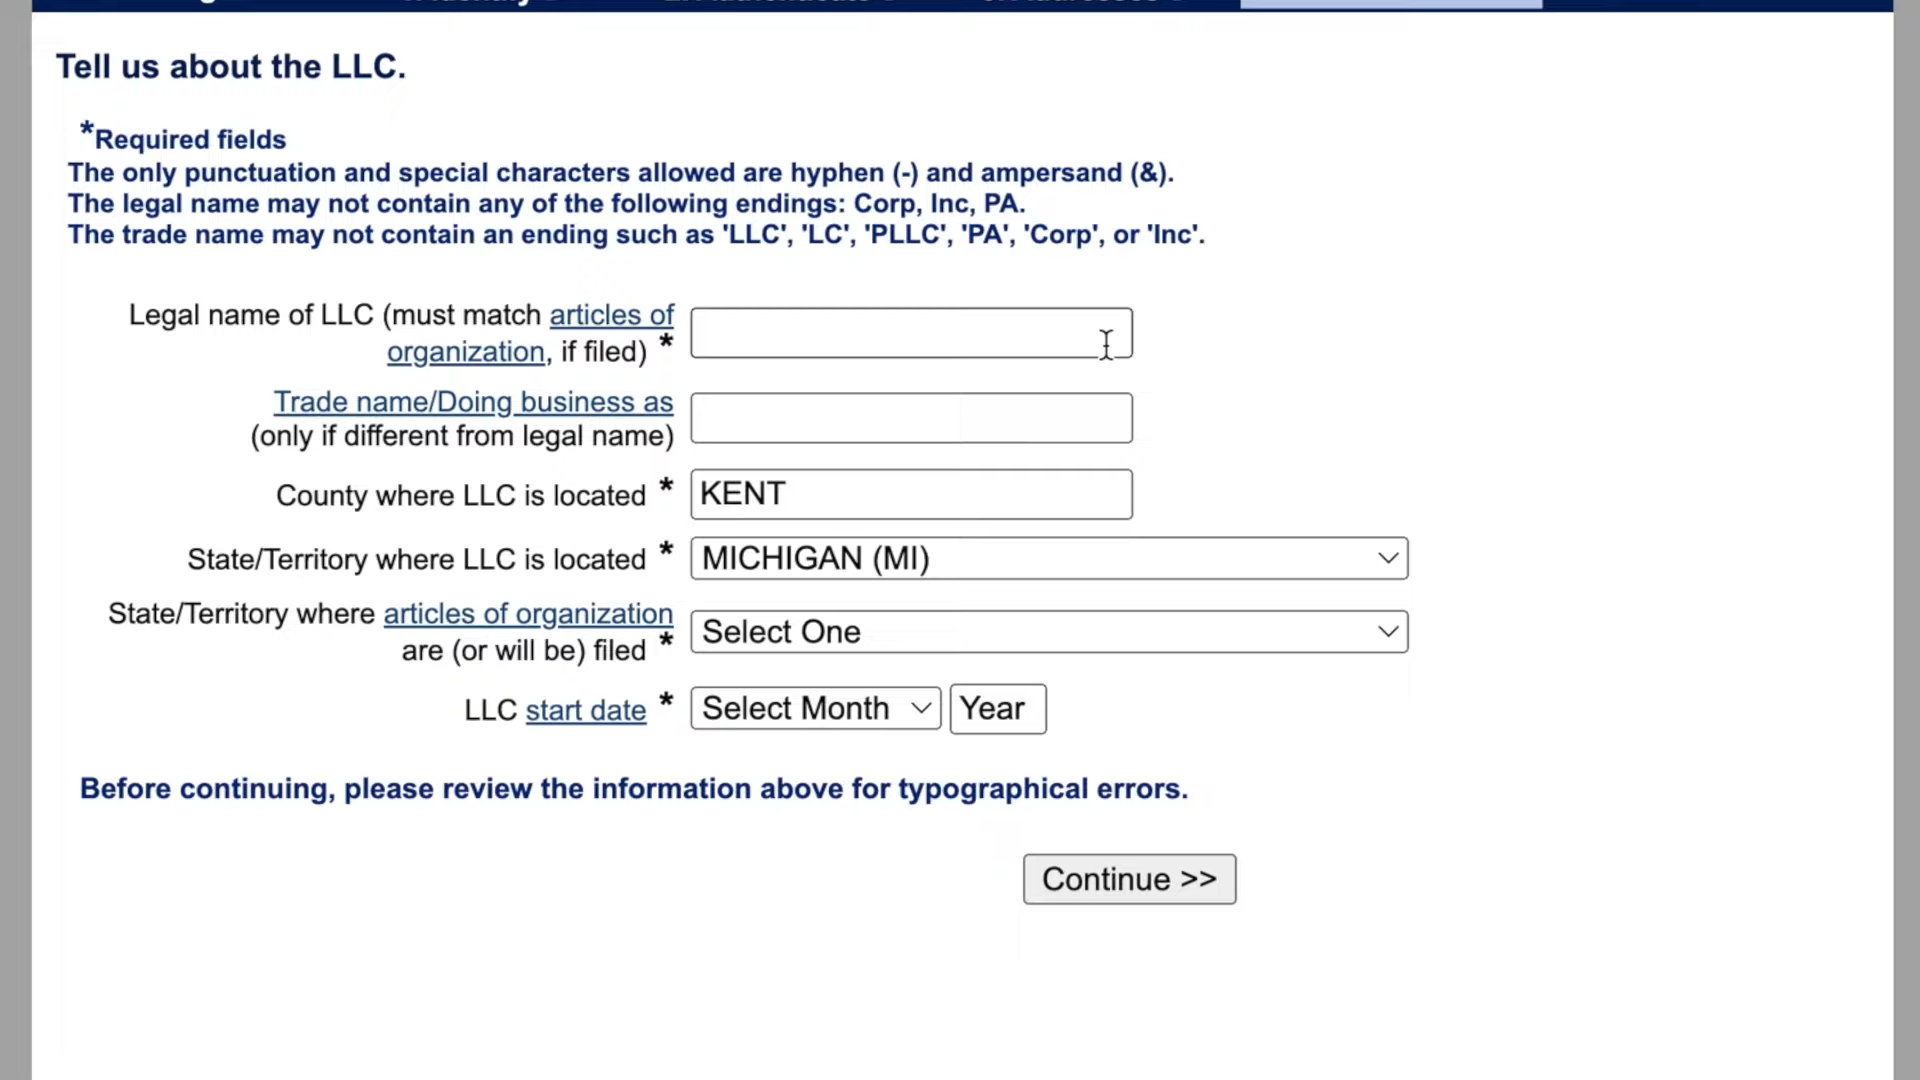 Tell us about the LLC.
*Required fields
The only punctuation and special characters allowed are hyphen (-) and ampersand (&).
The legal name may not contain any of the following endings: Corp, Inc, PA.
The trade name may not contain an ending such as 'LLC', 'LC', 'PLLC', 'PA', 'Corp', or 'Inc'.
Legal name of LLC (must match articles of
organization, if filed) *
Trade name/Doing business as
(only if different from legal name)
County where LLC is located * KENT
State/Territory where LLC is located * MICHIGAN (MI)
State/Territory where articles of organization
are (or will be) filed * Select One
LLC start date * Select Month Year
Before continuing, please review the information above for typographical errors.
Continue >>